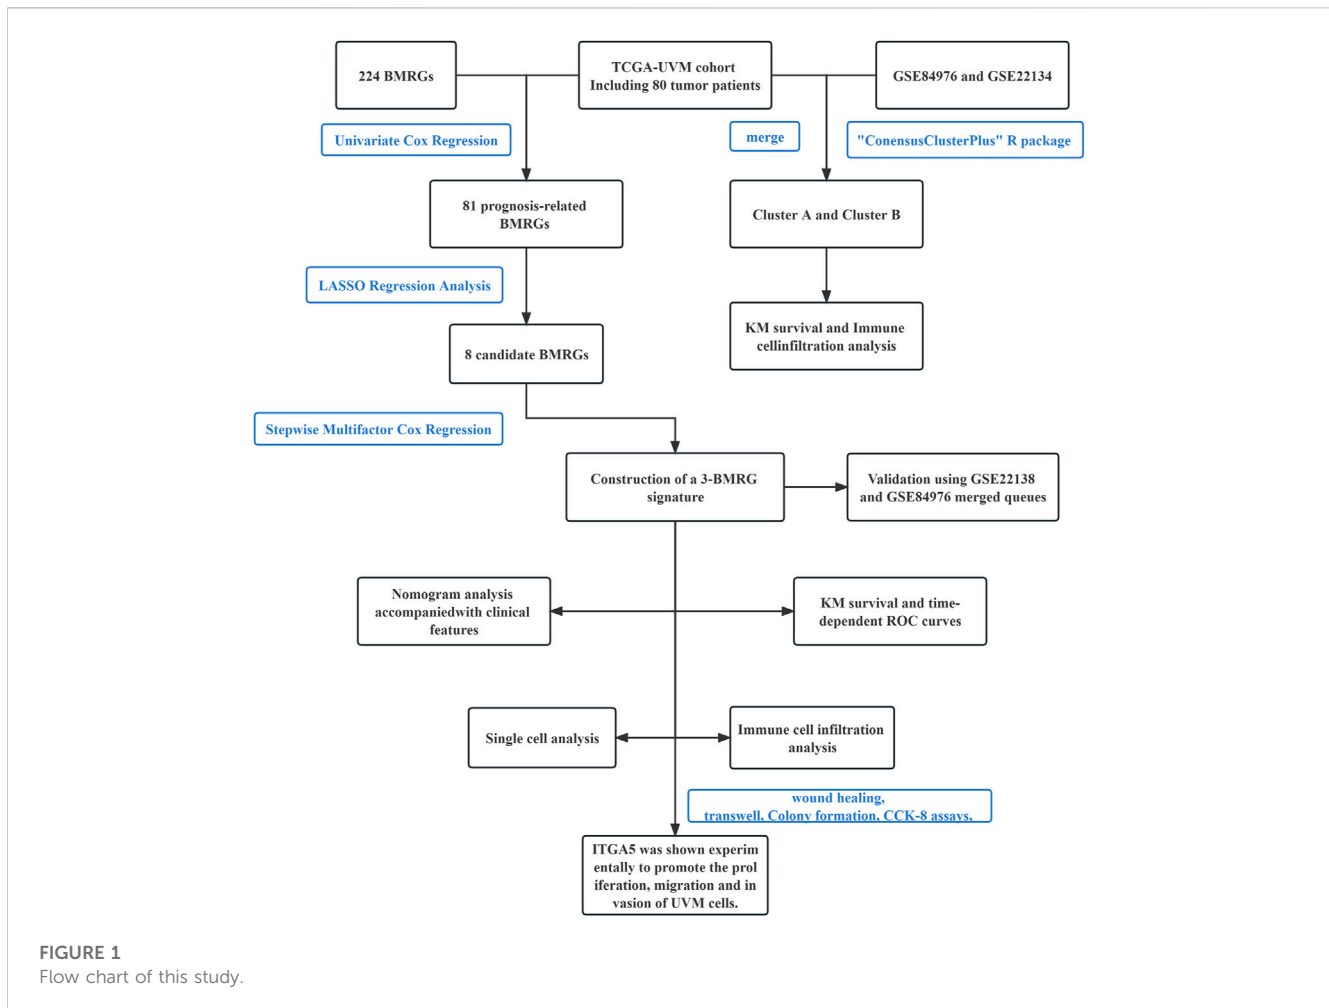 224 BMRGs
TCGA-UVM cohort
Including 80 tumor patients
GSE84976 and GSE22134
Univariate Cox Regression
merge
"ConensusClusterPlus" R package
81 prognosis-related
BMRGs
Cluster A and Cluster B
LASSO Regression Analysis
KM survival and Immune
cellinfiltration analysis
8 candidate BMRGs
Stepwise Multifactor Cox Regression
Construction of a 3-BMRG
signature
Validation using GSE22138
and GSE84976 merged queues
Nomogram analysis
accompaniedwith clinical
features
KM survival and time-
dependent ROC curves
Single cell analysis
Immune cell infiltration
analysis
wound healing,
transwell, Colony formation, CCK-8 assays,
ITGA5 was shown experim
entally to promote the prol
iferation, migration and in
vasion of UVM cells.
FIGURE 1
Flow chart of this study.